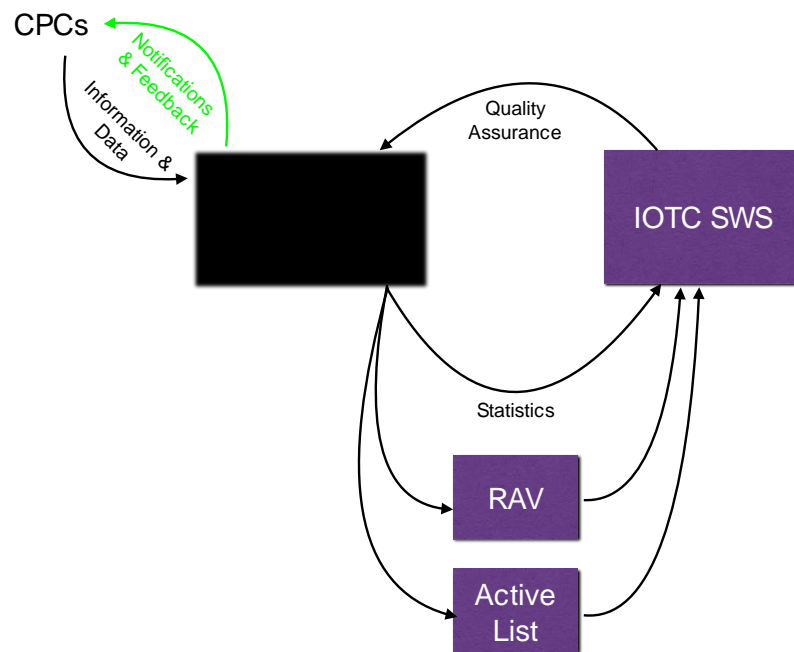 CPCs
Notifications
& Feedback
Information &
Data
Quality
Assurance
IOTC SWS
Statistics
RAV
Active
List